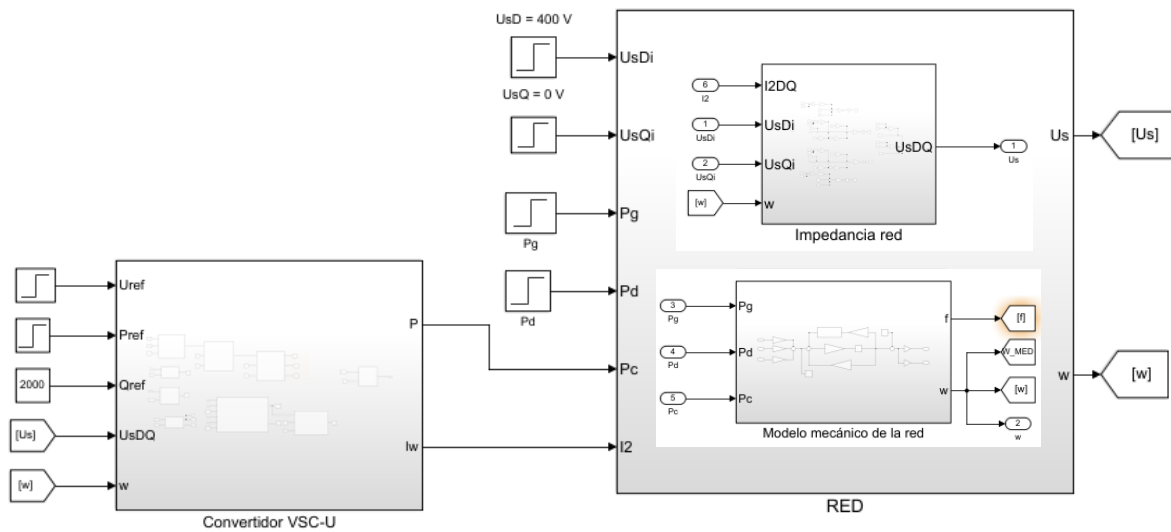 UsD = 400 V
UsQ = 0 V
Pg
Pd
UsDi
UsQi
Pg
Pd
Pc
I2
Us
w
[Us]
[w]
RED
6
I2
1
UsDi
2
UsQi
[w]
I2DQ
UsDi
UsQi
w
UsDQ
1
Us
Impedancia red
3
Pg
4
Pd
5
Pc
Pg
Pd
Pc
f
w
[f]
W_MED
[w]
2
w
Modelo mecánico de la red
2000
[Us]
[w]
Uref
Pref
Qref
UsDQ
w
P
Iw
Convertidor VSC-U